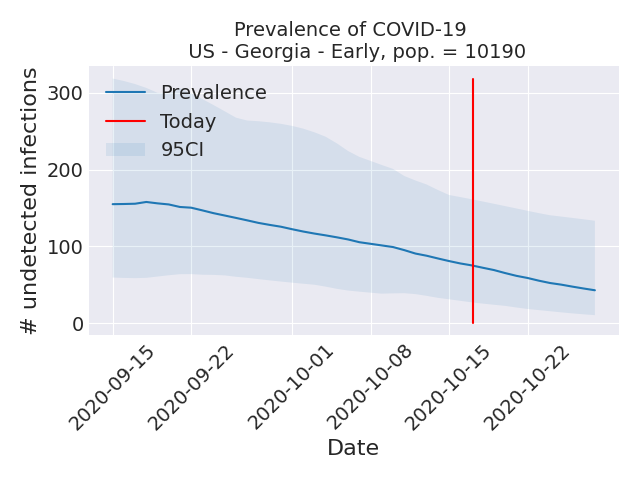 Prevalence of COVID-19
US - Georgia - Early, pop. = 10190
# undetected infections
300
200
100
0
Prevalence
Today
95CI
2020-09-15
2020-09-22
2020-10-01
2020-10-08
2020-10-15
2020-10-22
Date